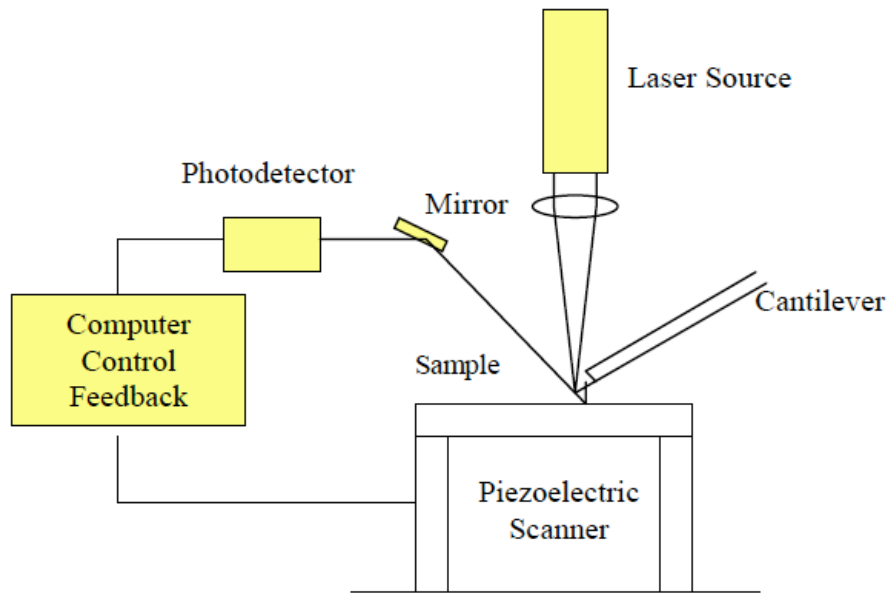 Laser Source
Photodetector
Mirror
Cantilever
Computer
Control
Feedback
Sample
Piezoelectric
Scanner